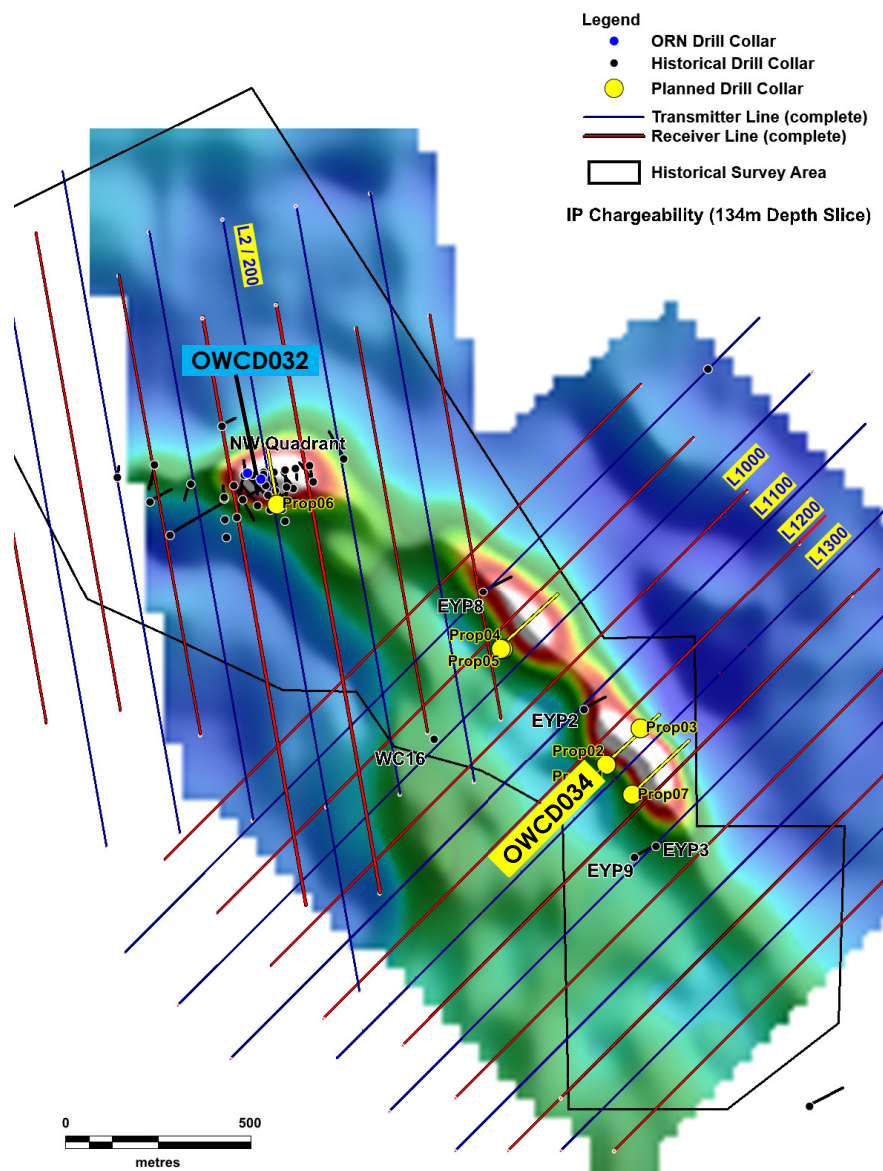 Legend
ORN Drill Collar
Historical Drill Collar
Planned Drill Collar
Transmitter Line (complete)
Receiver Line (complete)
Historical Survey Area
IP Chargeability (134m Depth Slice)
L2 / 200
OWCD032
NW Quadrant
Prop06
L1000
L1100
L1200
L1300
EYP8
Prop04
Prop05
EYP2
Prop03
WC16
Prop02
Prop07
OWCD034
EYP3
EYP9
0 500
metres